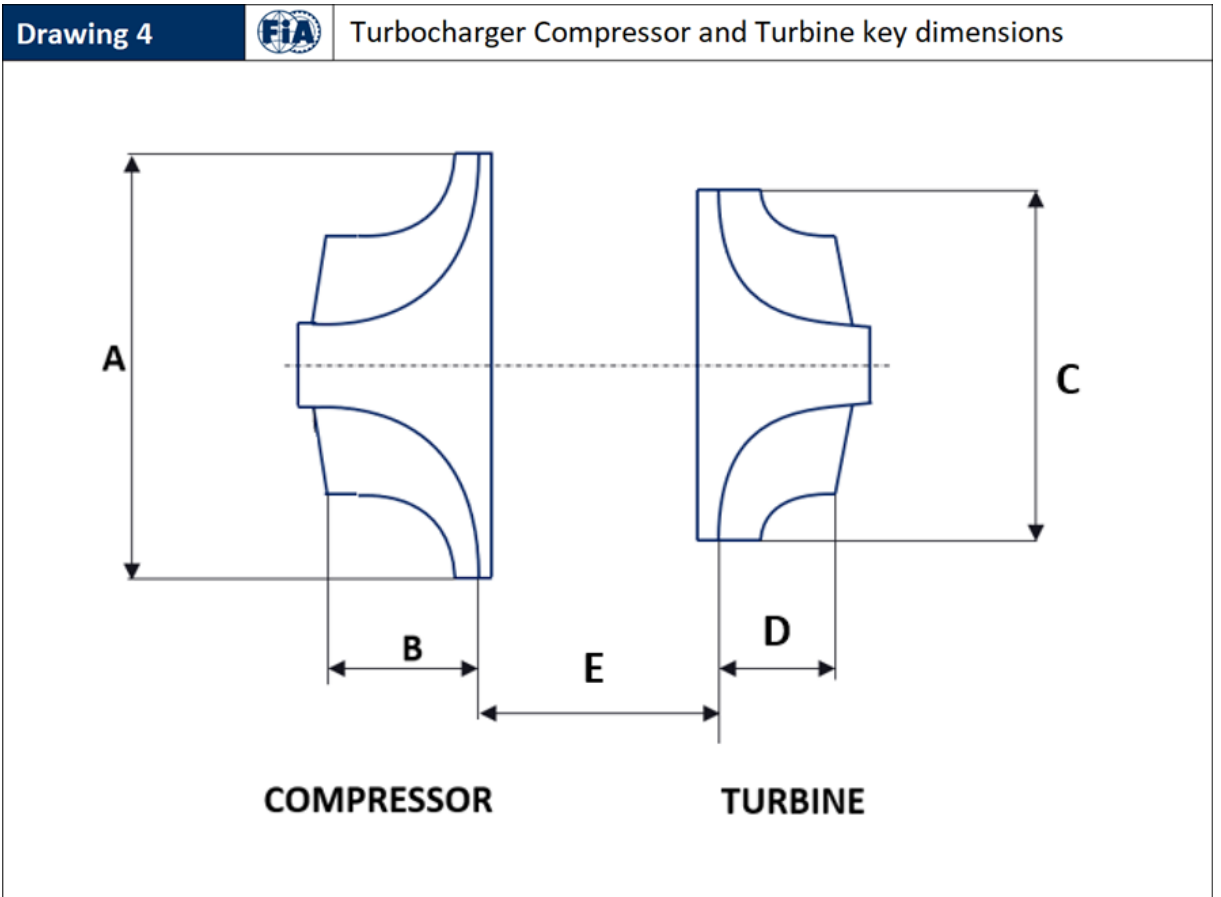 Drawing 4 FiA Turbocharger Compressor and Turbine key dimensions
A
C
B
E
D
COMPRESSOR TURBINE